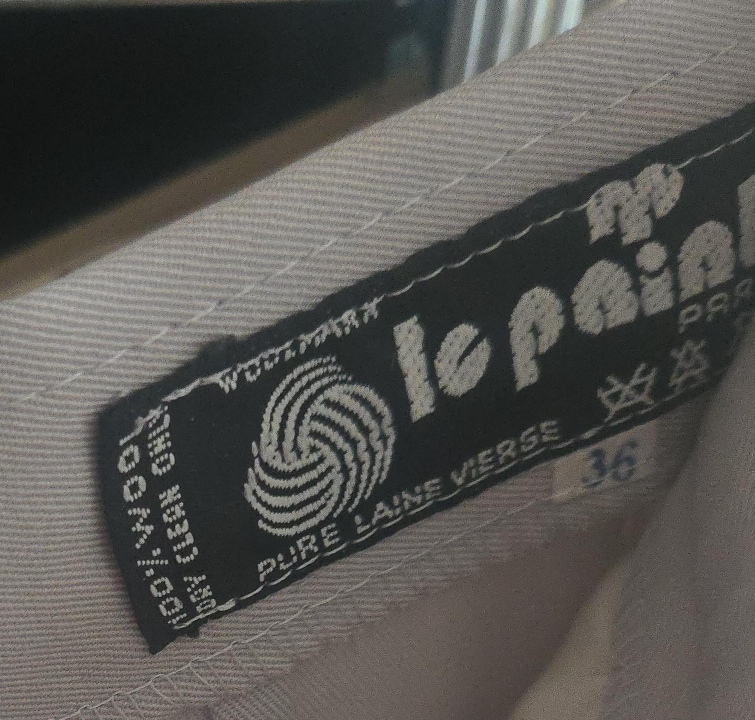 WOOLMARK
le pain
PURE LAINE VIERGE
36
100% WOOL
DRY CLEAN ONLY